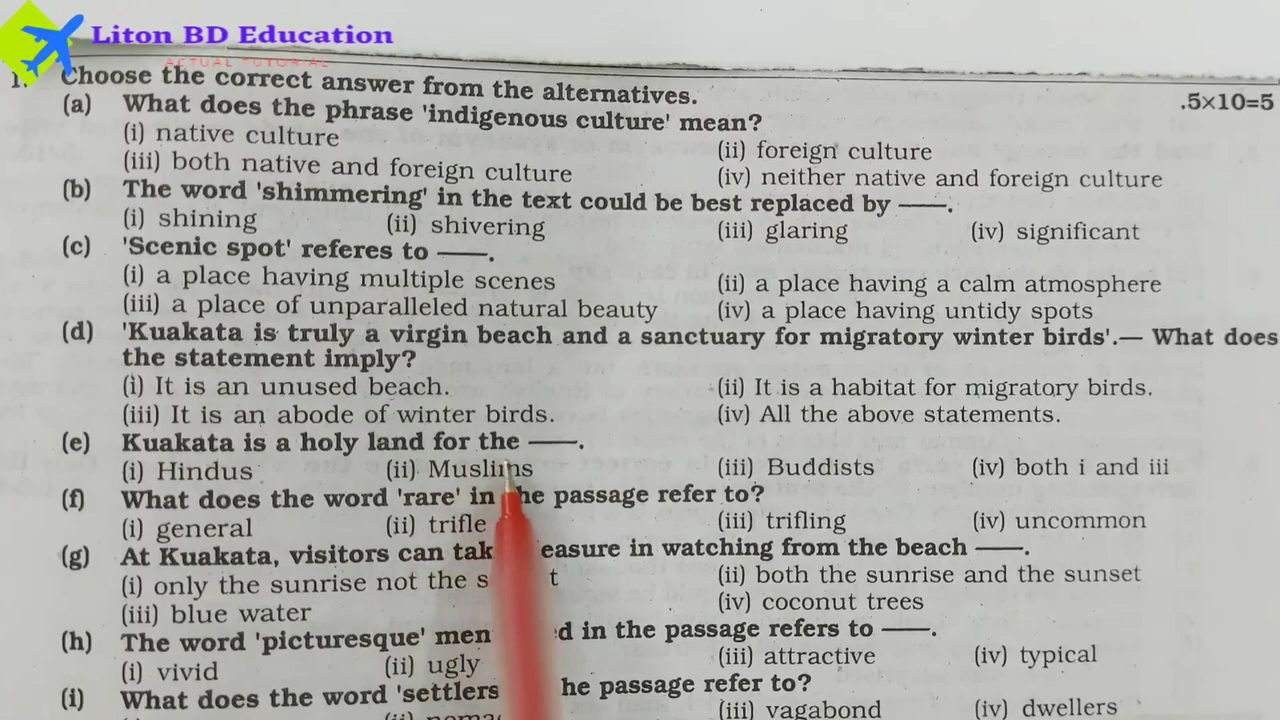 Liton BD Education
ACTUAL TUTORIAL
1. Choose the correct answer from the alternatives. .5×10=5
(a) What does the phrase 'indigenous culture' mean?
(i) native culture (ii) foreign culture
(iii) both native and foreign culture (iv) neither native and foreign culture
(b) The word 'shimmering' in the text could be best replaced by ——.
(i) shining (ii) shivering (iii) glaring (iv) significant
(c) 'Scenic spot' referes to ——.
(i) a place having multiple scenes (ii) a place having a calm atmosphere
(iii) a place of unparalleled natural beauty (iv) a place having untidy spots
(d) 'Kuakata is truly a virgin beach and a sanctuary for migratory winter birds'.— What does
the statement imply?
(i) It is an unused beach. (ii) It is a habitat for migratory birds.
(iii) It is an abode of winter birds. (iv) All the above statements.
(e) Kuakata is a holy land for the ——.
(i) Hindus (ii) Muslims (iii) Buddists (iv) both i and iii
(f) What does the word 'rare' in the passage refer to?
(i) general (ii) trifle (iii) trifling (iv) uncommon
(g) At Kuakata, visitors can easure in watching from the beach ——.
(i) only the sunrise not the (ii) both the sunrise and the sunset
(iii) blue water (iv) coconut trees
(h) The word 'picturesque' in the passage refers to ——.
(i) vivid (ii) ugly (iii) attractive (iv) typical
(i) What does the word 'settlers he passage refer to?
(iii) vagabond (iv) dwellers